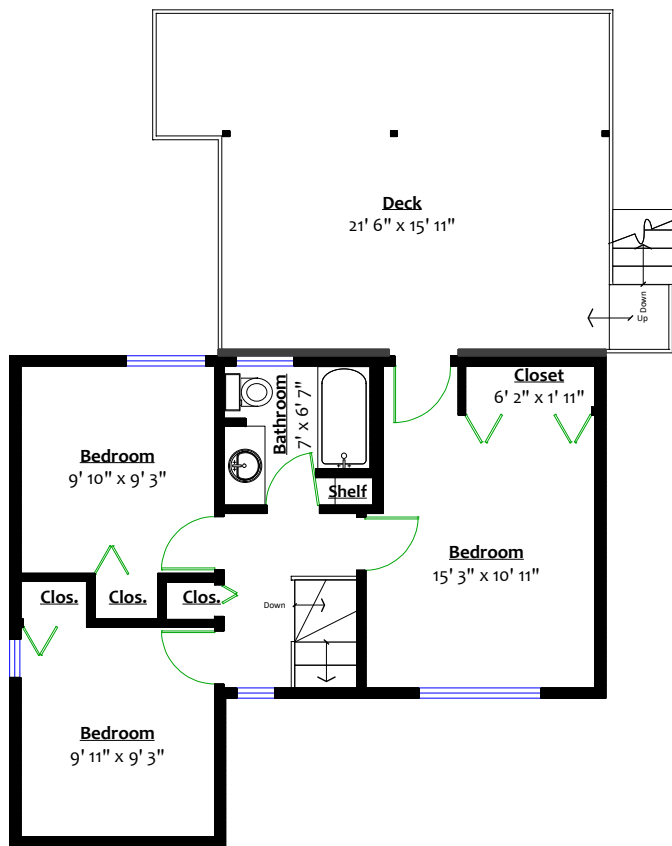 Deck
21' 6" x 15' 11"
Down
Up
Closet
6' 2" x 1' 11"
Bathroom
7' x 6' 7"
Bedroom
9' 10" x 9' 3"
Shelf
Bedroom
15' 3" x 10' 11"
Clos.
Clos.
Clos.
Down
Bedroom
9' 11" x 9' 3"